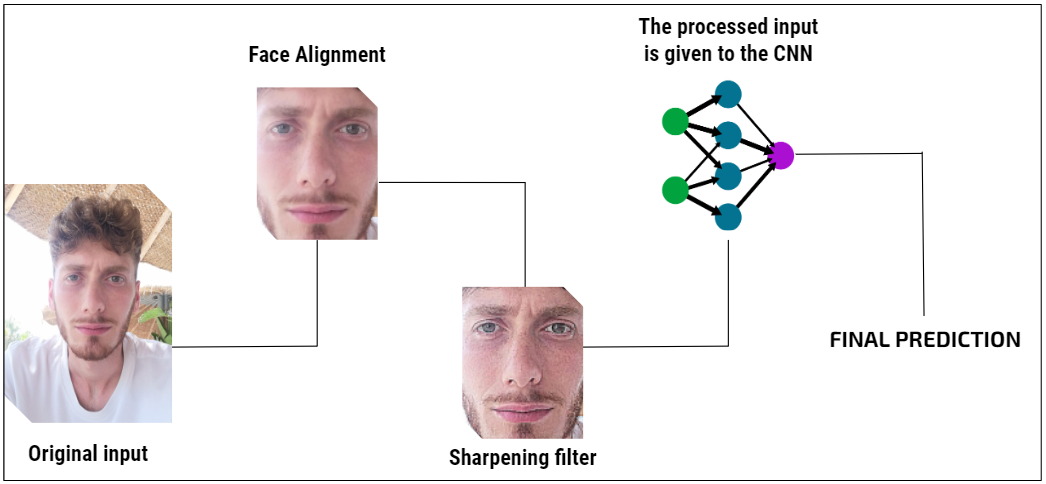 Original input
Face Alignment
Sharpening filter
The processed input
is given to the CNN
FINAL PREDICTION